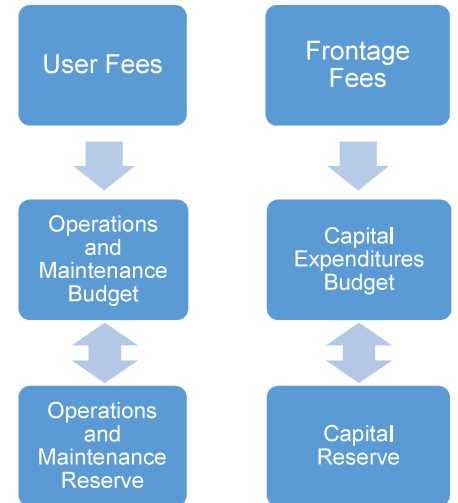 User Fees
Frontage
Fees
Operations
and
Maintenance
Budget
Capital
Expenditures
Budget
Operations
and
Maintenance
Reserve
Capital
Reserve